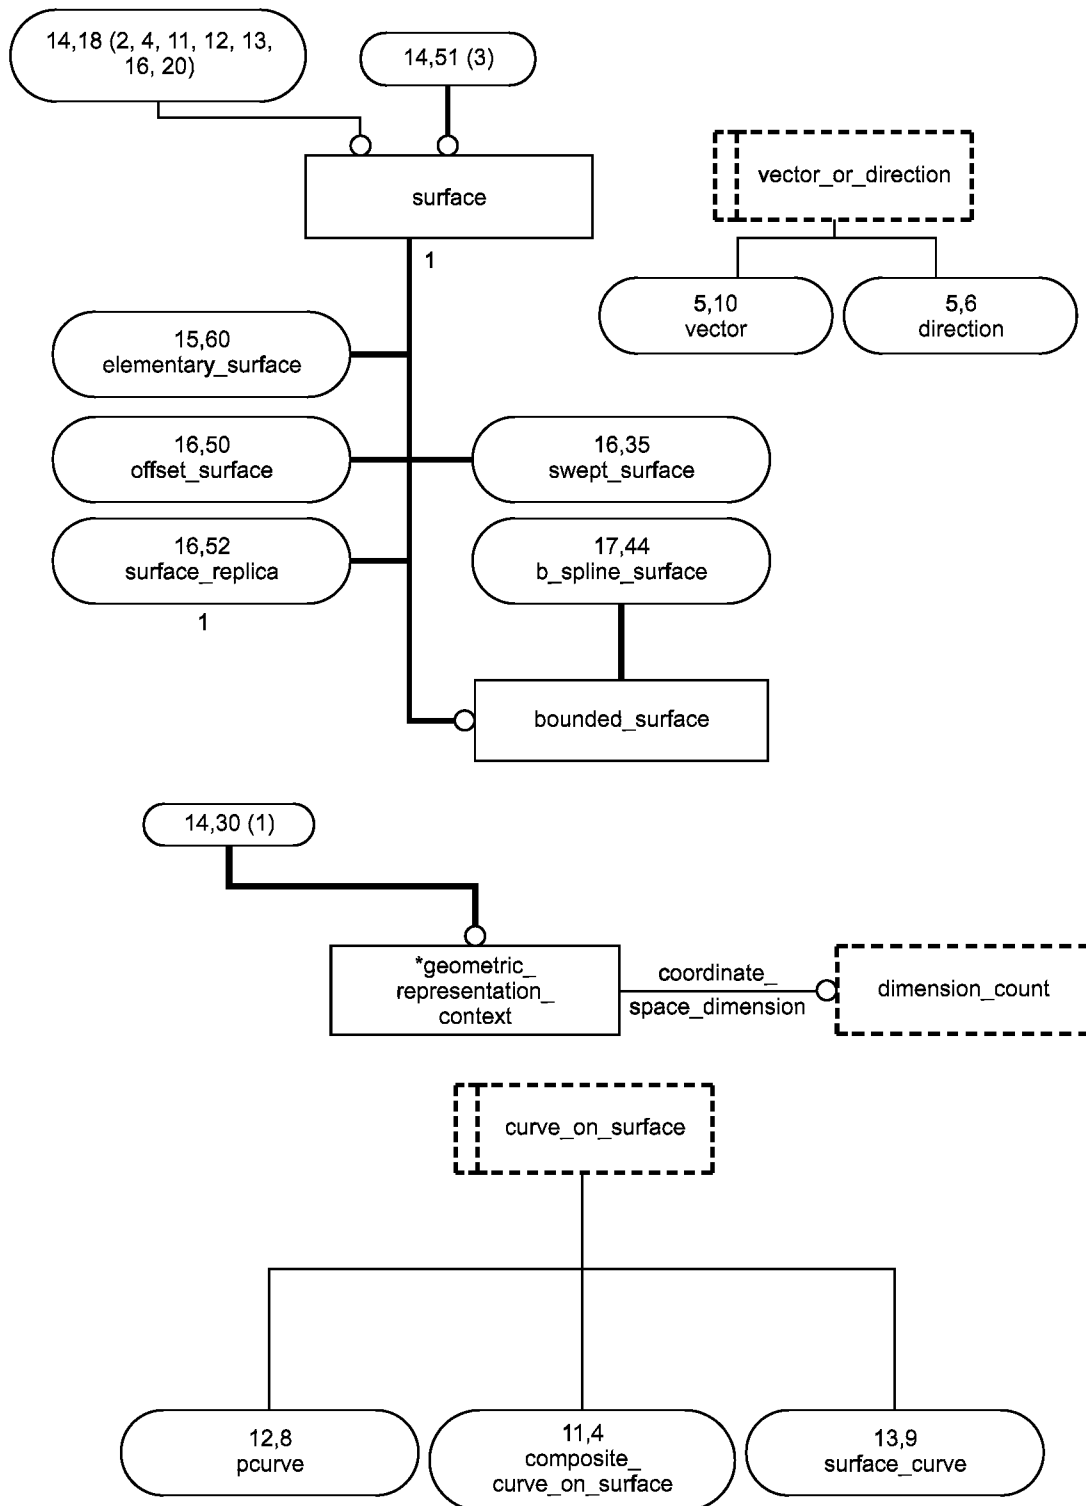 14,18 (2, 4, 11, 12, 13,
16, 20)
14,51 (3)
surface
1
vector_or_direction
5,10
vector
5,6
direction
15,60
elementary_surface
16,50
offset_surface
16,35
swept_surface
16,52
surface_replica
1
17,44
b_spline_surface
bounded_surface
14,30 (1)
*geometric_
representation_
context
coordinate_
space_dimension
dimension_count
curve_on_surface
12,8
pcurve
11,4
composite_
curve_on_surface
13,9
surface_curve